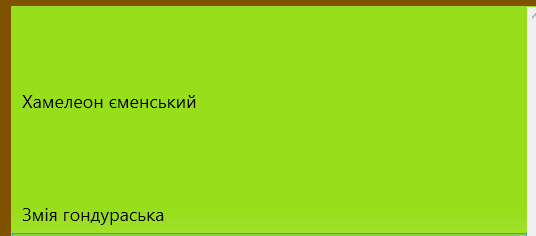 Хамелеон єменський
Змія гондураська